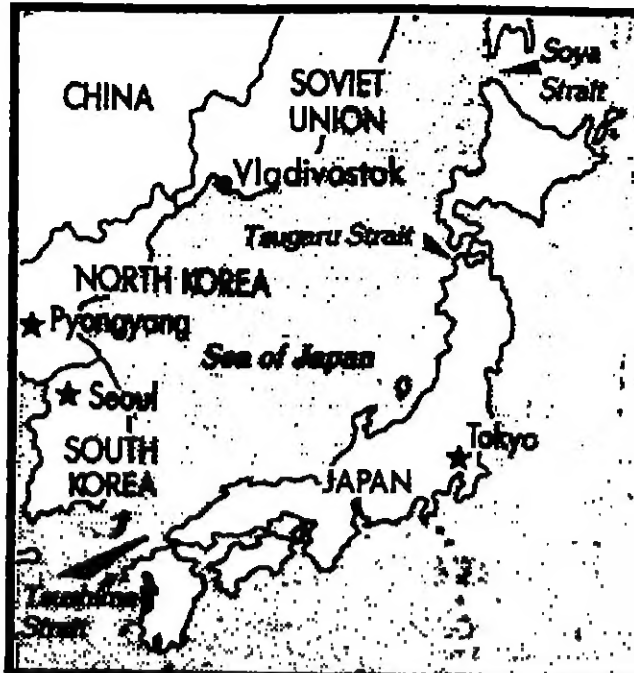 Soya
Strait
CHINA
SOVIET
UNION
Vladivostok
Tsugaru Strait
NORTH KOREA
Pyongyang
Sea of Japan
Seoul
Tokyo
SOUTH
KOREA
JAPAN
Tsushima
Strait